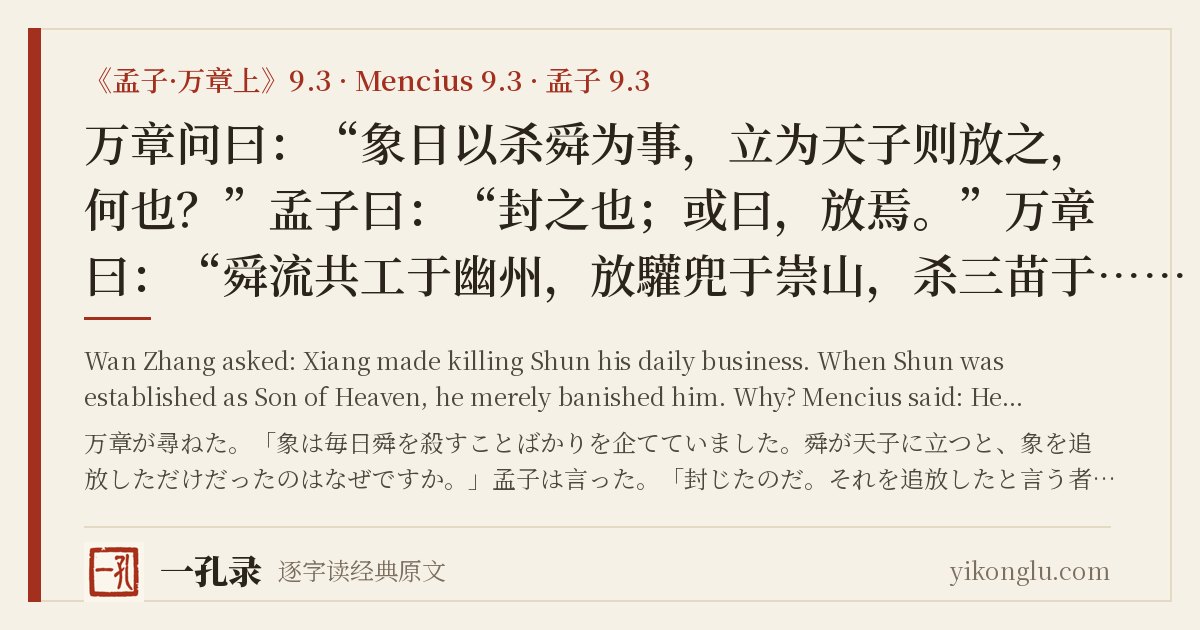 《孟子·万章上》9.3 · Mencius 9.3 · 孟子 9.3
万章问曰：“象日以杀舜为事，立为天子则放之，
何也？”孟子曰：“封之也；或曰，放焉。”万章
曰：“舜流共工于幽州，放驩兜于崇山，杀三苗于……
Wan Zhang asked: Xiang made killing Shun his daily business. When Shun was
established as Son of Heaven, he merely banished him. Why? Mencius said: He…
万章が尋ねた。「象は毎日舜を殺すことばかりを企てていました。舜が天子に立つと、象を追
放しただけだったのはなぜですか。」孟子は言った。「封じたのだ。それを追放したと言う者…
一孔
一孔录 逐字读经典原文 yikonglu.com